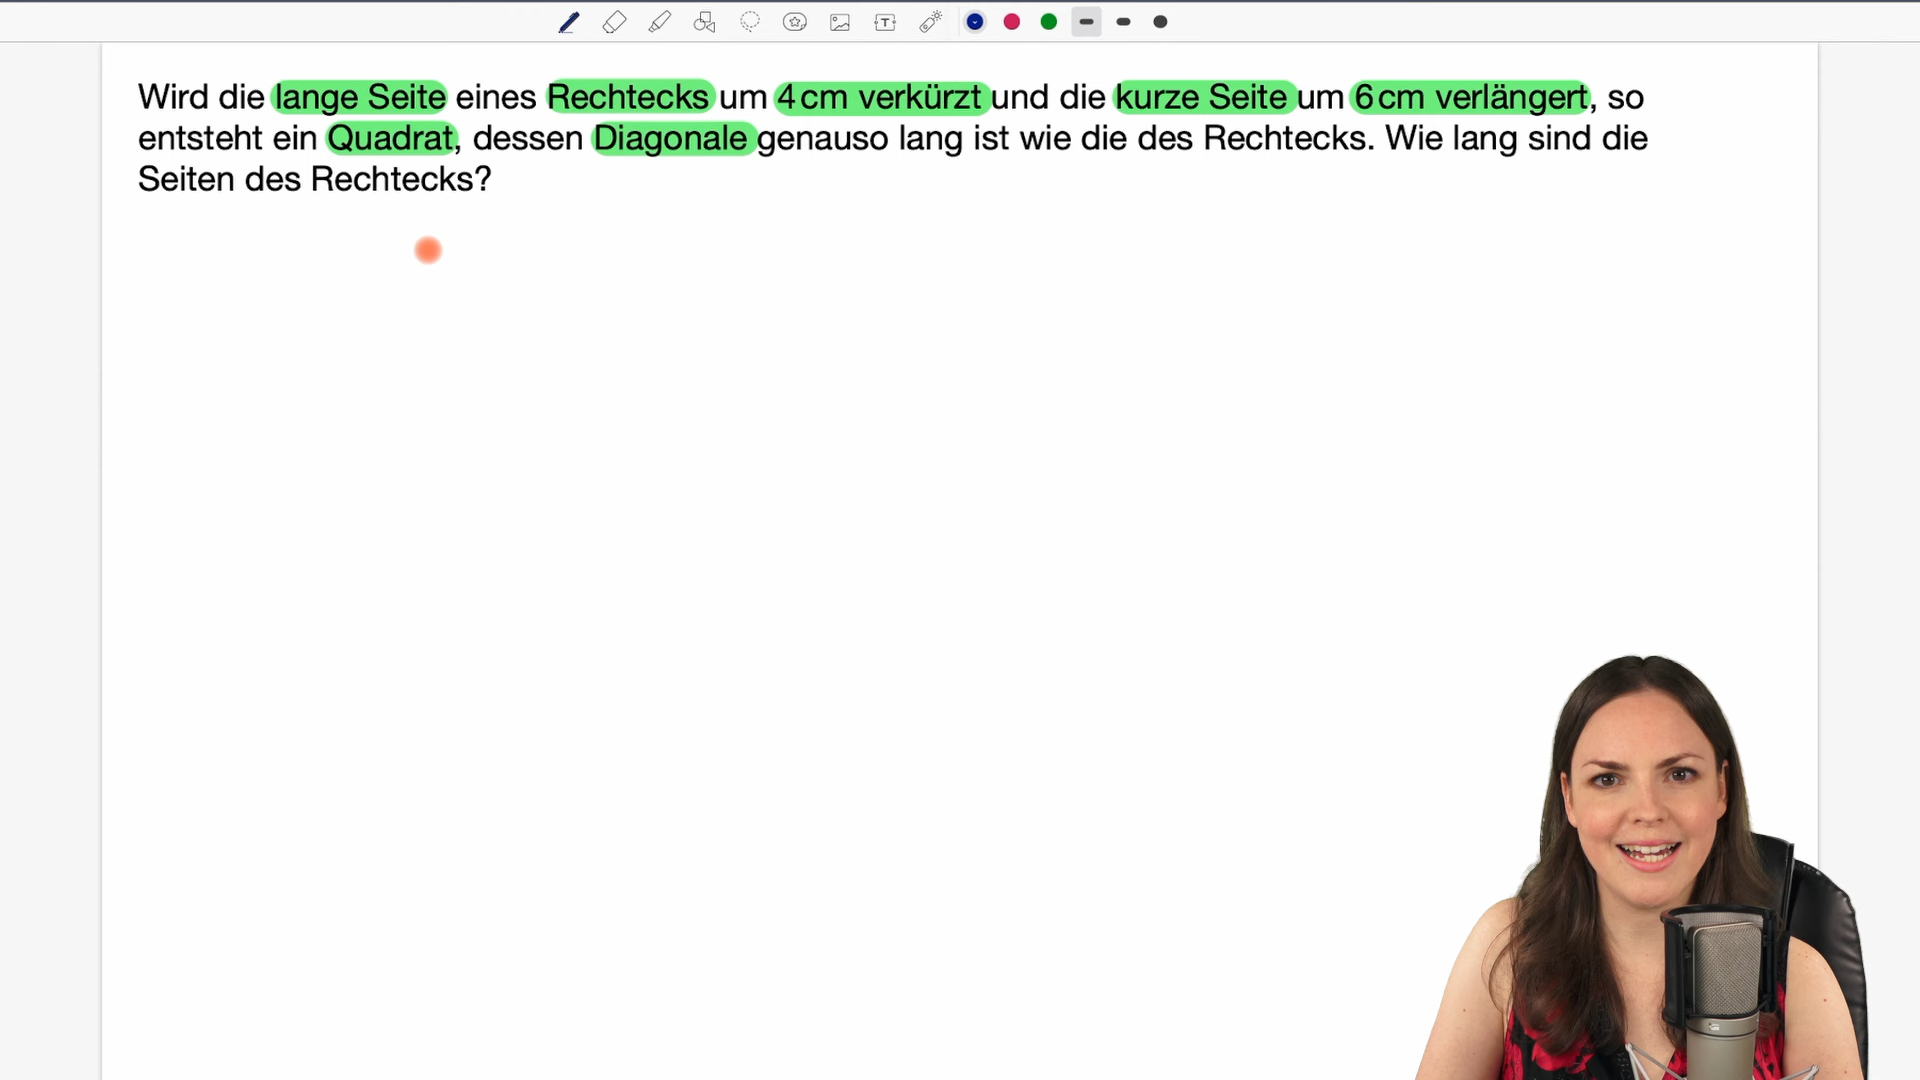 Wird die lange Seite eines Rechtecks um 4 cm verkürzt und die kurze Seite um 6 cm verlängert, so
entsteht ein Quadrat, dessen Diagonale genauso lang ist wie die des Rechtecks. Wie lang sind die
Seiten des Rechtecks?